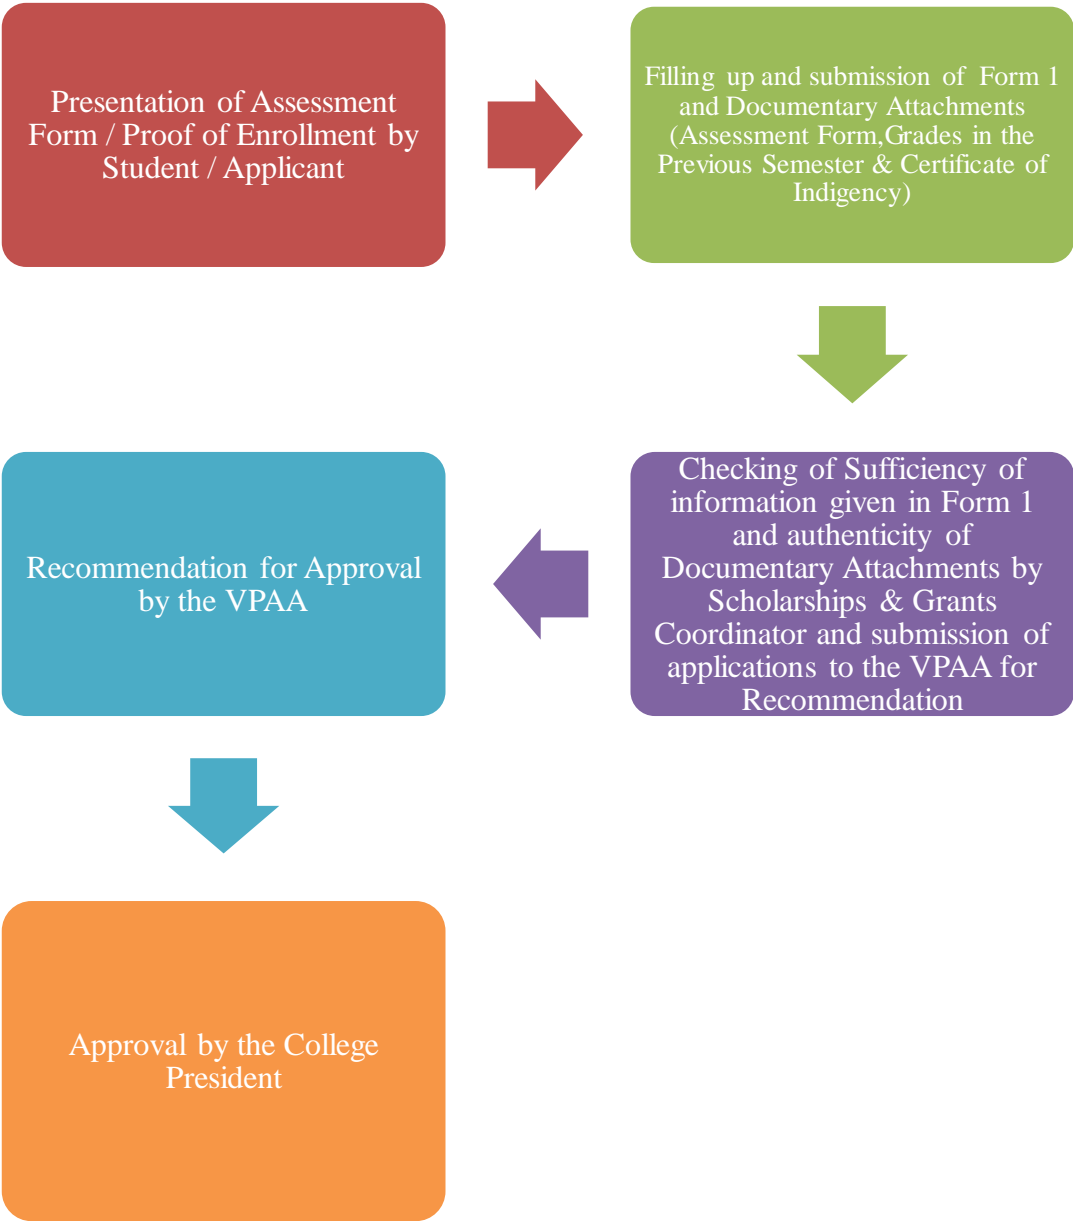 Presentation of Assessment
Form / Proof of Enrollment by
Student / Applicant
Filling up and submission of Form 1
and Documentary Attachments
(Assessment Form,Grades in the
Previous Semester & Certificate of
Indigency)
Checking of Sufficiency of
information given in Form 1
and authenticity of
Documentary Attachments by
Scholarships & Grants
Coordinator and submission of
applications to the VPAA for
Recommendation
Recommendation for Approval
by the VPAA
Approval by the College
President